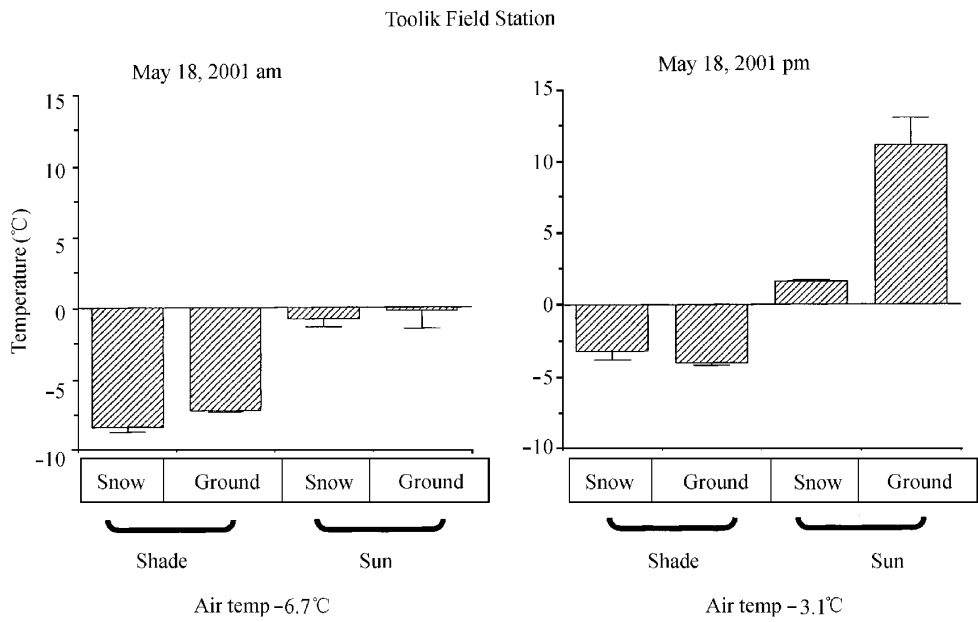 Toolik Field Station
May 18, 2001 am
15
10
5
0
−5
−10
Temperature (℃)
Snow Ground Snow Ground
Shade Sun
Air temp −6.7℃
May 18, 2001 pm
15
10
5
0
−5
−10
Snow Ground Snow Ground
Shade Sun
Air temp −3.1℃